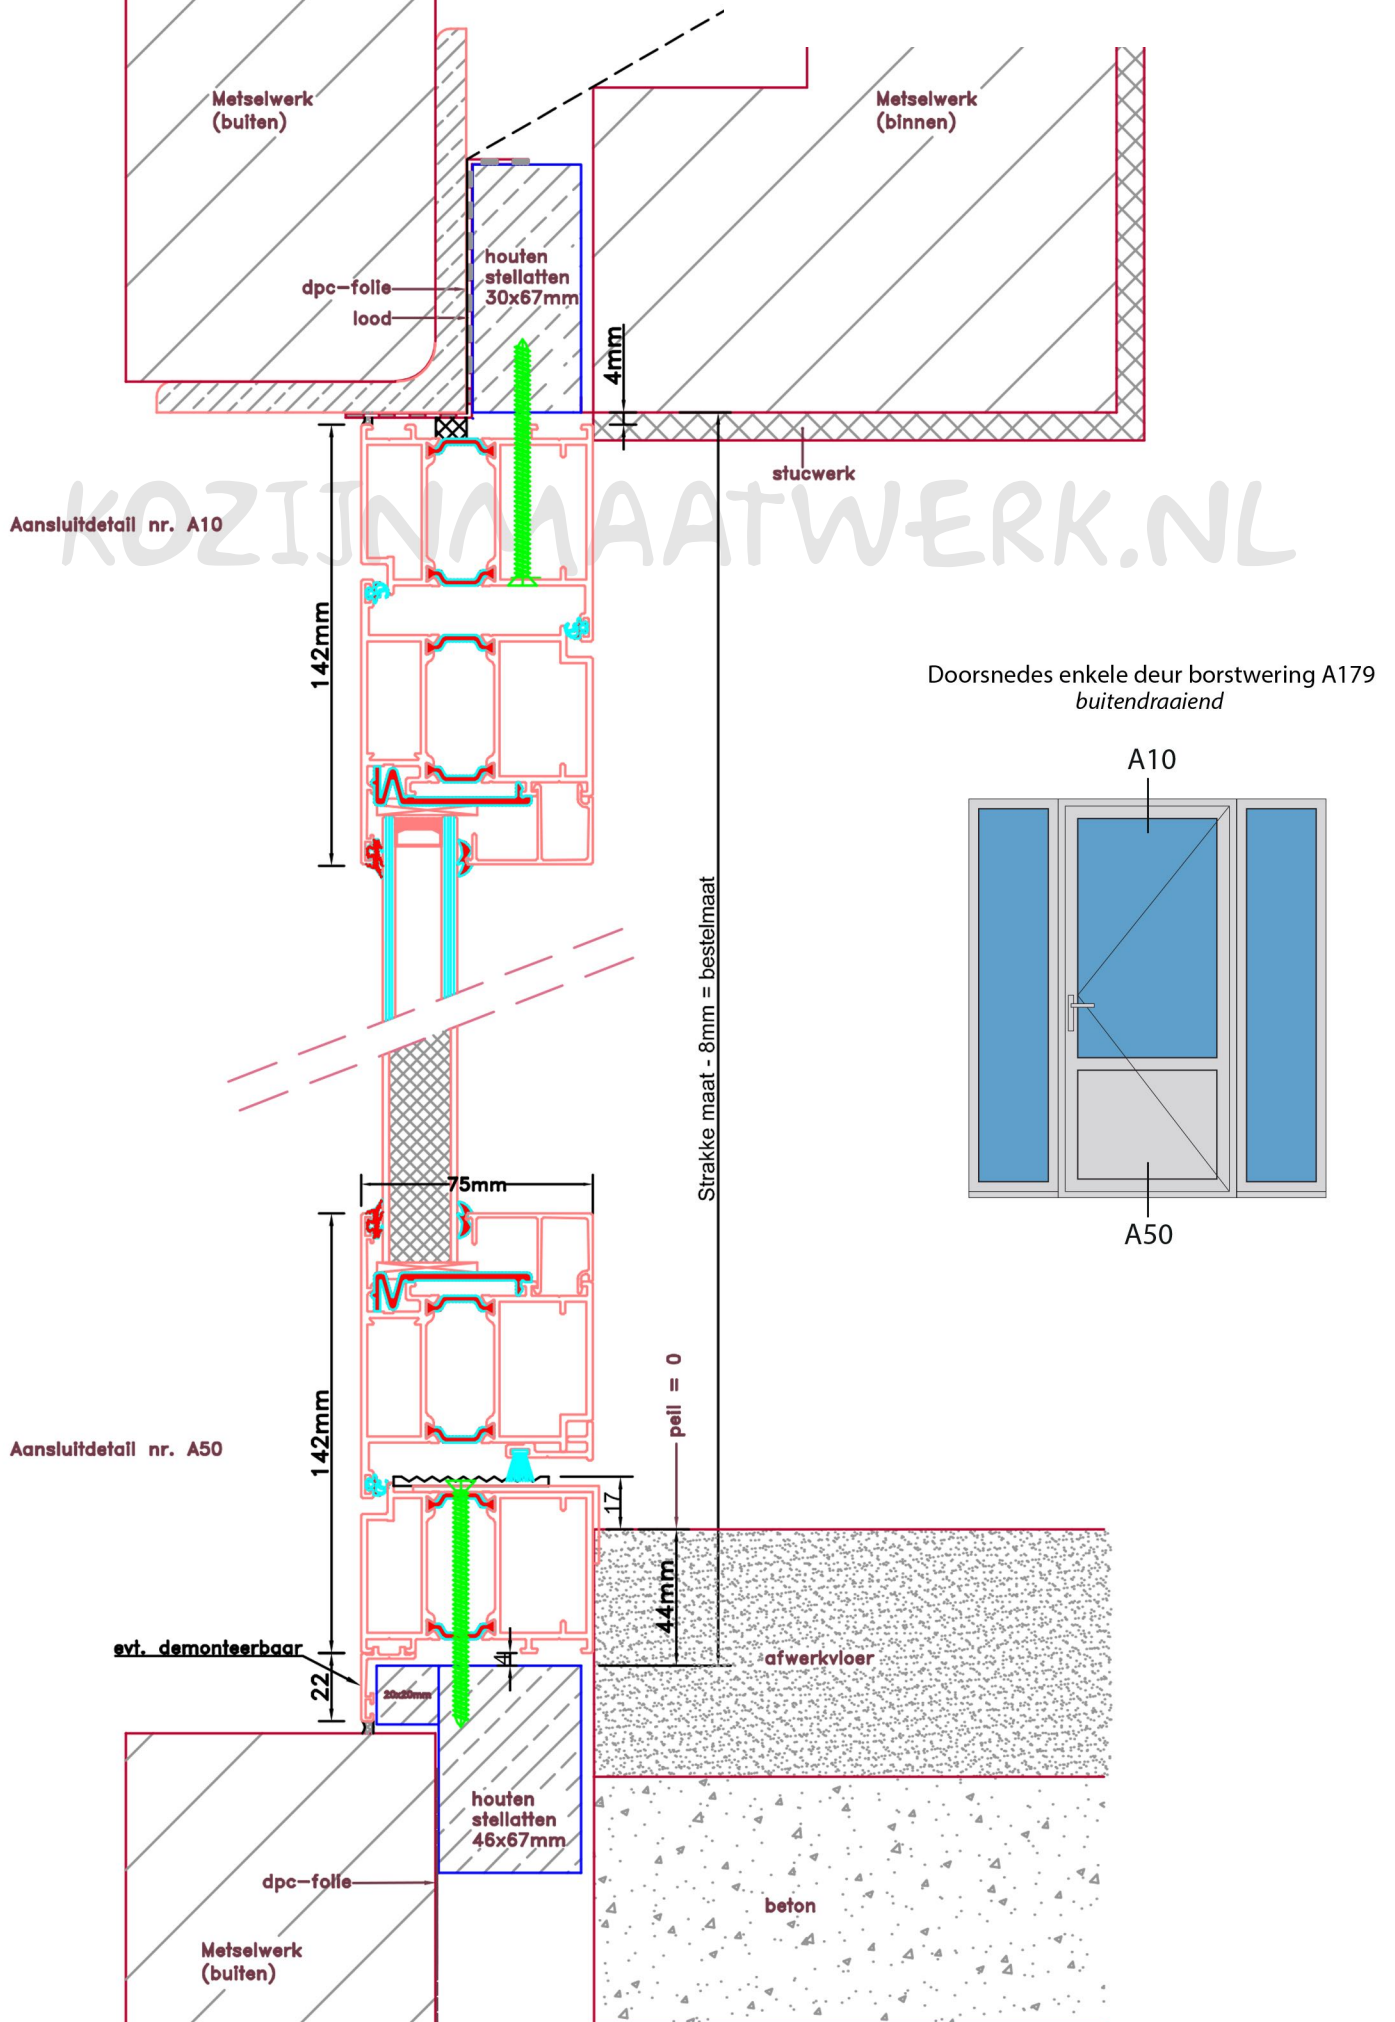 Metselwerk
(buiten)
Metselwerk
(binnen)
houten
stellatten
30x67mm
dpc-folie
lood
4mm
stucwerk
KOZIJNMAATWERK.NL
Aansluitdetail nr. A10
142mm
Doorsnedes enkele deur borstwering A179
buitendraaiend
A10
A50
Strakke maat - 8mm = bestelmaat
75mm
peil = 0
Aansluitdetail nr. A50
142mm
17
44mm
evt. demonteerbaar
4
afwerkvloer
22
20x20mm
houten
stellatten
46x67mm
dpc-folie
beton
Metselwerk
(buiten)